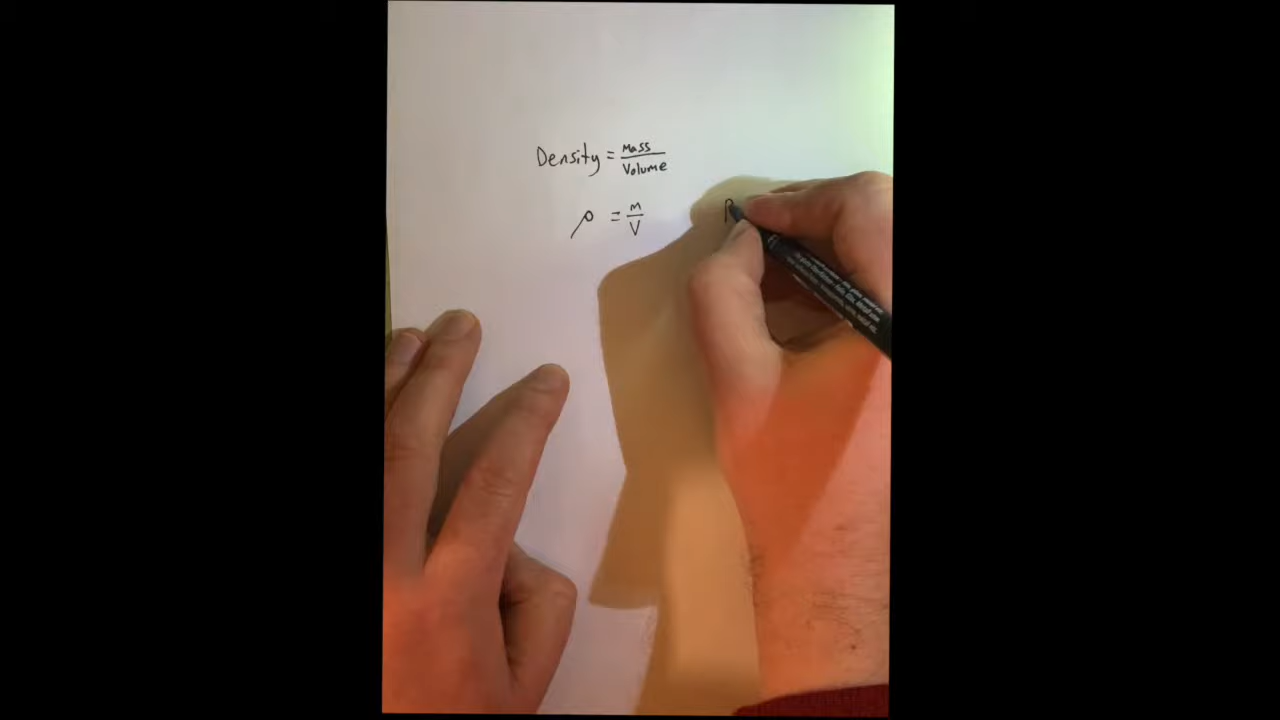 Density = Mass / Volume
ρ = m / V